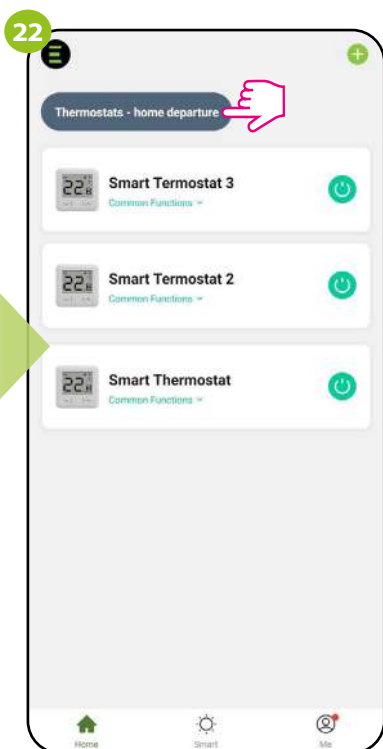 22
Thermostats - home departure
Smart Termostat 3
Common Functions
Smart Termostat 2
Common Functions
Smart Thermostat
Common Functions
Home
Smart
Me